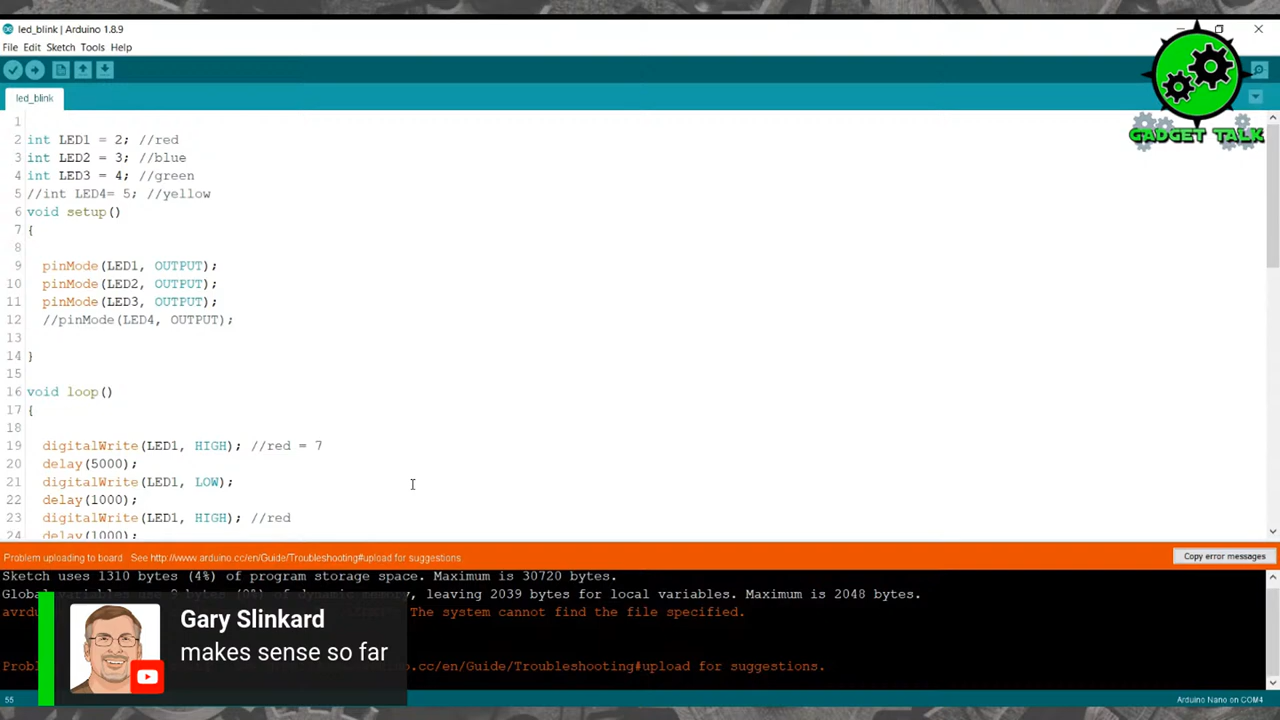 led_blink | Arduino 1.8.9
File Edit Sketch Tools Help
GADGET TALK
led_blink
1
2 int LED1 = 2; //red
3 int LED2 = 3; //blue
4 int LED3 = 4; //green
5 //int LED4= 5; //yellow
6 void setup()
7 {
8
9 pinMode(LED1, OUTPUT);
10 pinMode(LED2, OUTPUT);
11 pinMode(LED3, OUTPUT);
12 //pinMode(LED4, OUTPUT);
13
14 }
15
16 void loop()
17 {
18
19 digitalWrite(LED1, HIGH); //red = 7
20 delay(5000);
21 digitalWrite(LED1, LOW);
22 delay(1000);
23 digitalWrite(LED1, HIGH); //red
24 delay(1000);
Problem uploading to board See http://www.arduino.cc/en/Guide/Troubleshooting#upload for suggestions
Copy error messages
Sketch uses 1310 bytes (4%) of program storage space. Maximum is 30720 bytes.
Global variables use 9 bytes (0%) of dynamic memory, leaving 2039 bytes for local variables. Maximum is 2048 bytes.
The system cannot find the file specified.
Gary Slinkard
makes sense so far
.cc/en/Guide/Troubleshooting#upload for suggestions.
55
Arduino Nano on COM4